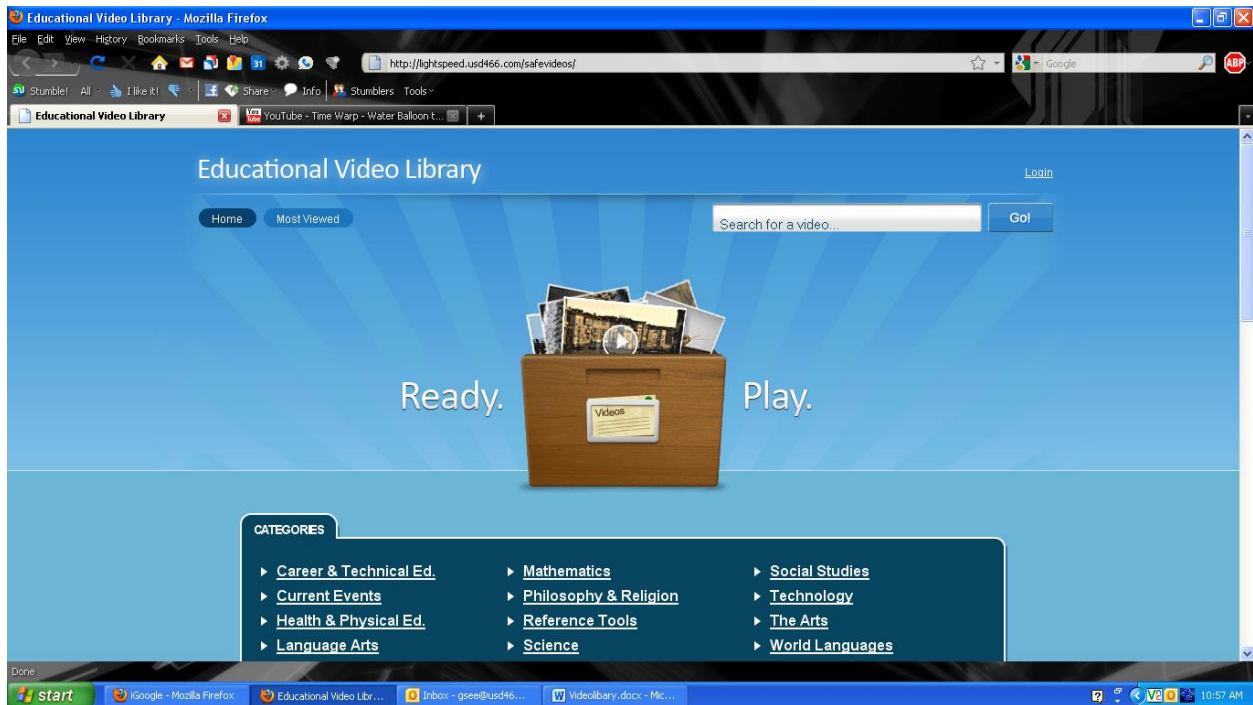 Educational Video Library - Mozilla Firefox
File Edit View History Bookmarks Tools Help
31 http://lightspeed.usd466.com/safevideos/ Google ABP
Stumble! All I like it! Share Info Stumblers Tools
Educational Video Library YouTube - Time Warp - Water Balloon t... +
Educational Video Library Login
Home Most Viewed Search for a video... Go!
Ready. Videos Play.
CATEGORIES
Career & Technical Ed. Mathematics Social Studies
Current Events Philosophy & Religion Technology
Health & Physical Ed. Reference Tools The Arts
Language Arts Science World Languages
Done
start iGoogle - Mozilla Firefox Educational Video Libr... Inbox - gsee@usd46... Videolibary.docx - Mic... 10:57 AM